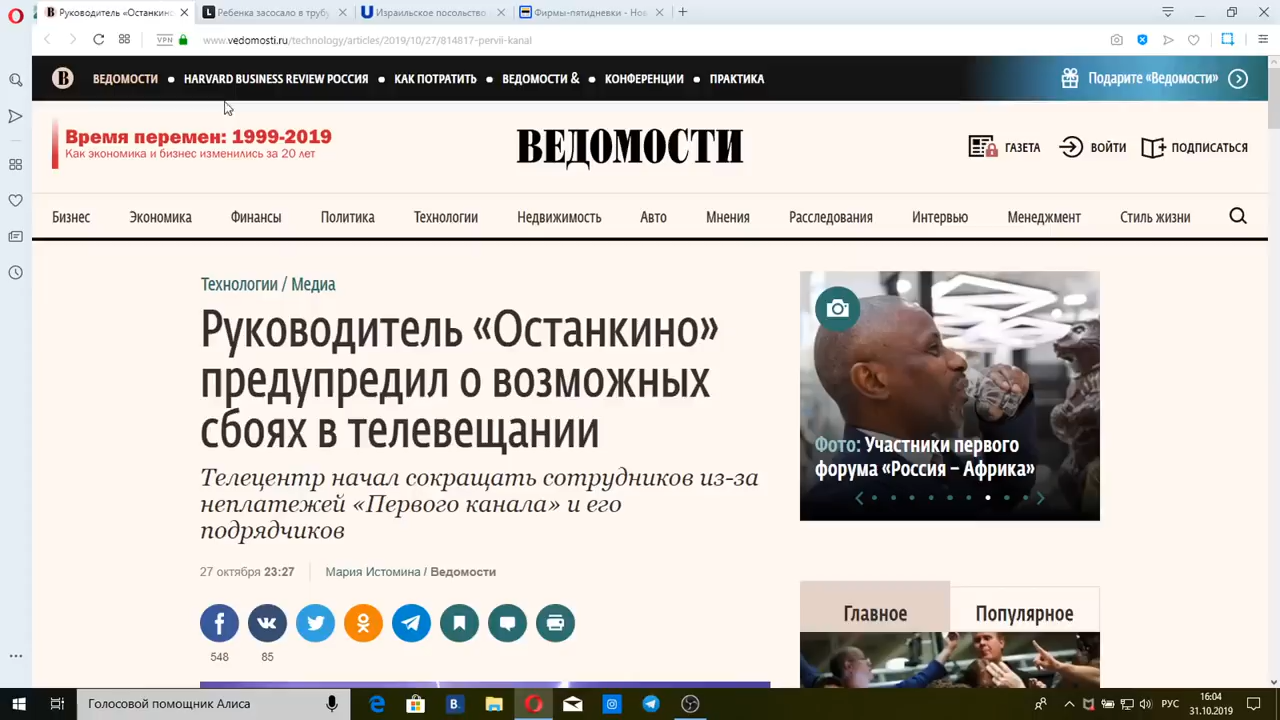 Руководитель «Останкино
Ребенка засосало в трубу
Израильское посольство
Фирмы-пятидневки - Нов
VPN
www.vedomosti.ru/technology/articles/2019/10/27/814817-pervii-kanal
В ВЕДОМОСТИ HARVARD BUSINESS REVIEW РОССИЯ КАК ПОТРАТИТЬ ВЕДОМОСТИ & КОНФЕРЕНЦИИ ПРАКТИКА Подарите «Ведомости»
Время перемен: 1999-2019
Как экономика и бизнес изменились за 20 лет
ВЕДОМОСТИ
ГАЗЕТА ВОЙТИ ПОДПИСАТЬСЯ
Бизнес Экономика Финансы Политика Технологии Недвижимость Авто Мнения Расследования Интервью Менеджмент Стиль жизни
Технологии / Медиа
Руководитель «Останкино»
предупредил о возможных
сбоях в телевещании
Телецентр начал сокращать сотрудников из-за
неплатежей «Первого канала» и его
подрядчиков
27 октября 23:27 Мария Истомина / Ведомости
548 85
Фото: Участники первого
форума «Россия – Африка»
Главное Популярное
Голосовой помощник Алиса
РУС
16:04
31.10.2019